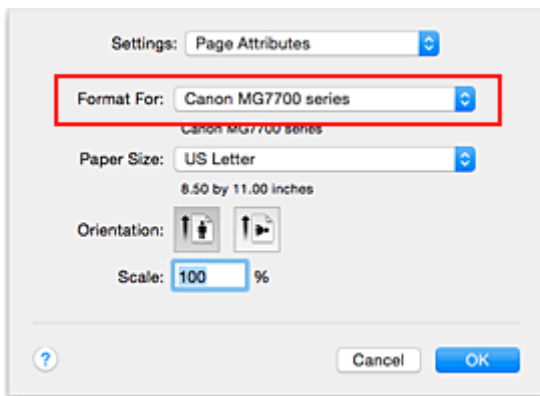 Settings: Page Attributes
Format For: Canon MG7700 series
Canon MG7700 series
Paper Size: US Letter
8.50 by 11.00 inches
Orientation:
Scale: 100 %
? Cancel OK